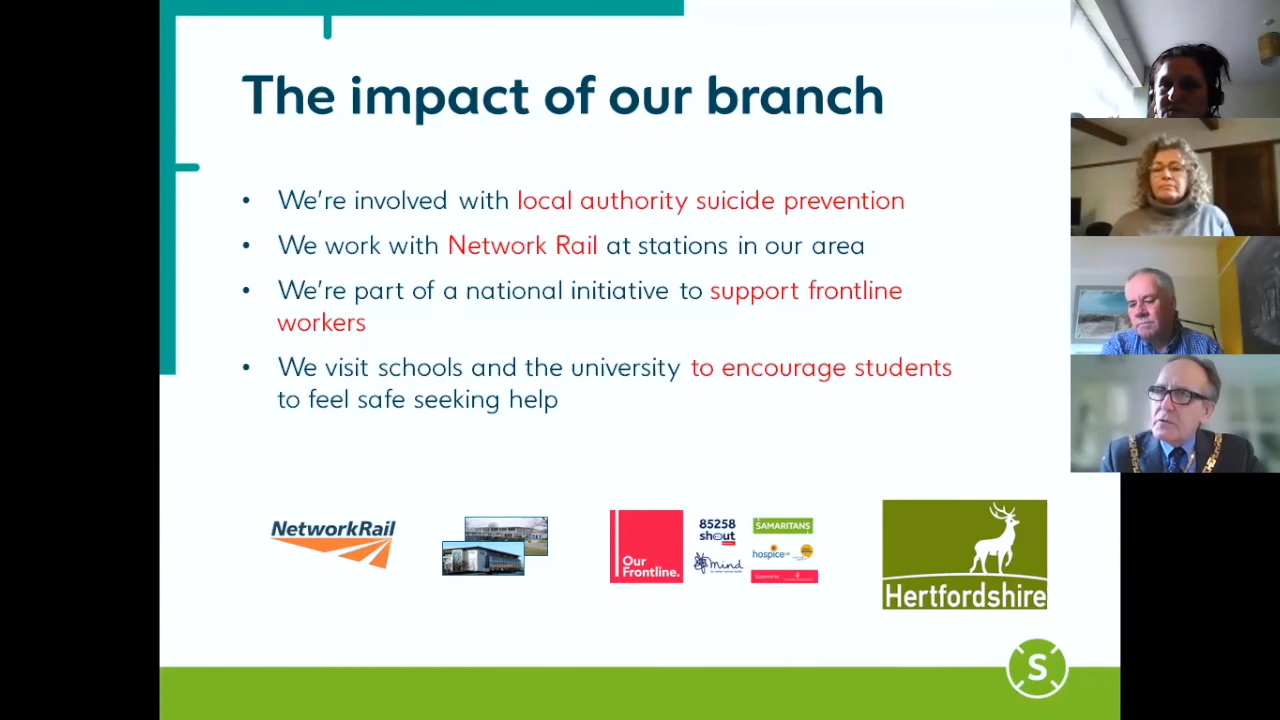 The impact of our branch
• We're involved with local authority suicide prevention
• We work with Network Rail at stations in our area
• We're part of a national initiative to support frontline
workers
• We visit schools and the university to encourage students
to feel safe seeking help
NetworkRail
Our
Frontline.
85258
shout
mind
SAMARITANS
hospice
Supported by
Hertfordshire
S